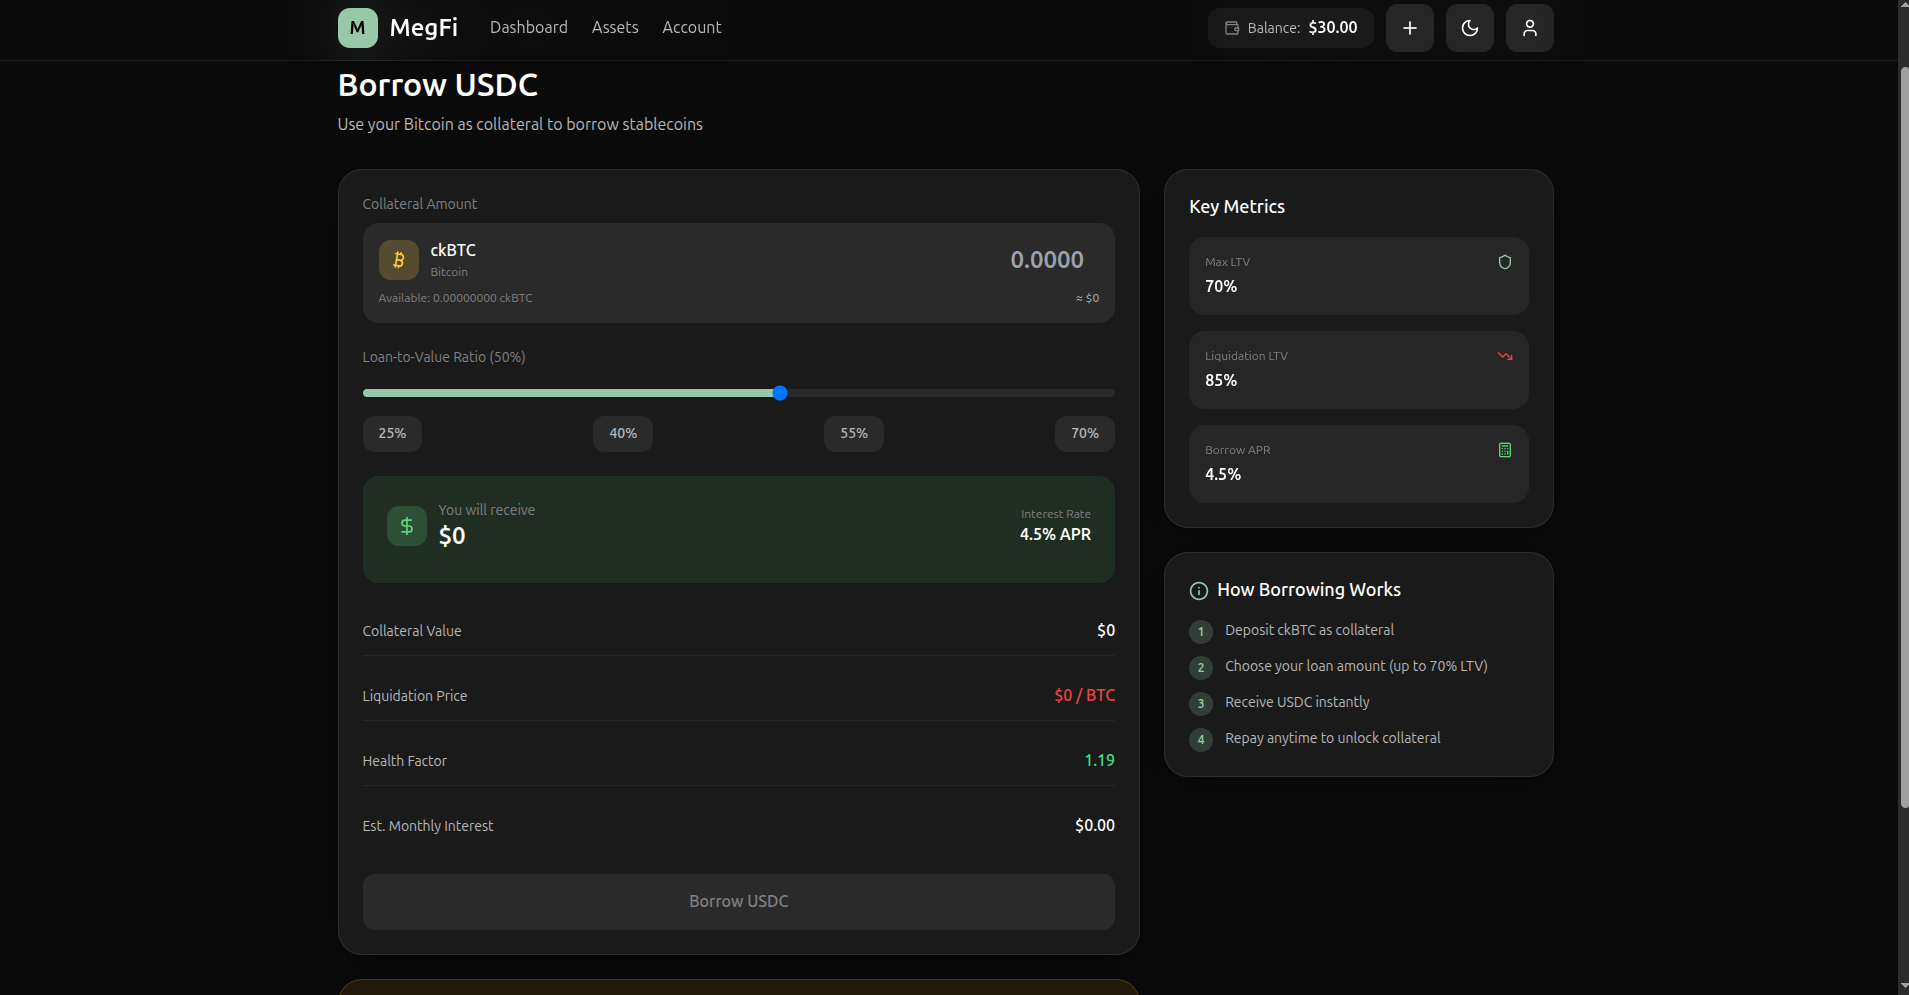 M MegFi Dashboard Assets Account Balance: $30.00
Borrow USDC
Use your Bitcoin as collateral to borrow stablecoins
Collateral Amount
ckBTC
Bitcoin
0.0000
Available: 0.00000000 ckBTC ≈ $0
Loan-to-Value Ratio (50%)
25% 40% 55% 70%
You will receive
$0
Interest Rate
4.5% APR
Collateral Value $0
Liquidation Price $0 / BTC
Health Factor 1.19
Est. Monthly Interest $0.00
Borrow USDC
Key Metrics
Max LTV
70%
Liquidation LTV
85%
Borrow APR
4.5%
How Borrowing Works
1 Deposit ckBTC as collateral
2 Choose your loan amount (up to 70% LTV)
3 Receive USDC instantly
4 Repay anytime to unlock collateral